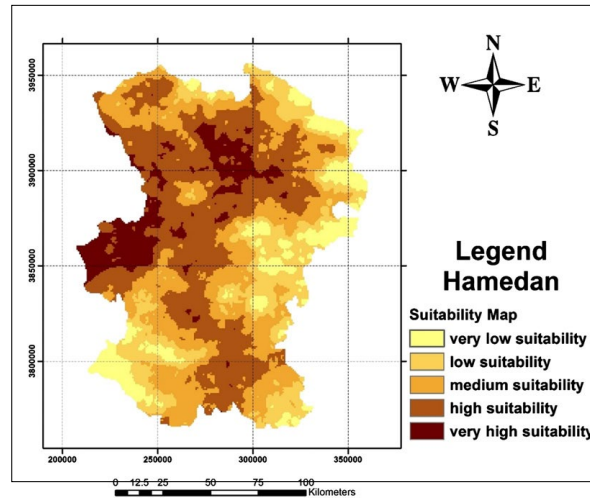 3950000
3900000
3850000
3800000
200000 250000 300000 350000
0 12.5 25 50 75 100
Kilometers
N
W E
S
Legend
Hamedan
Suitability Map
very low suitability
low suitability
medium suitability
high suitability
very high suitability